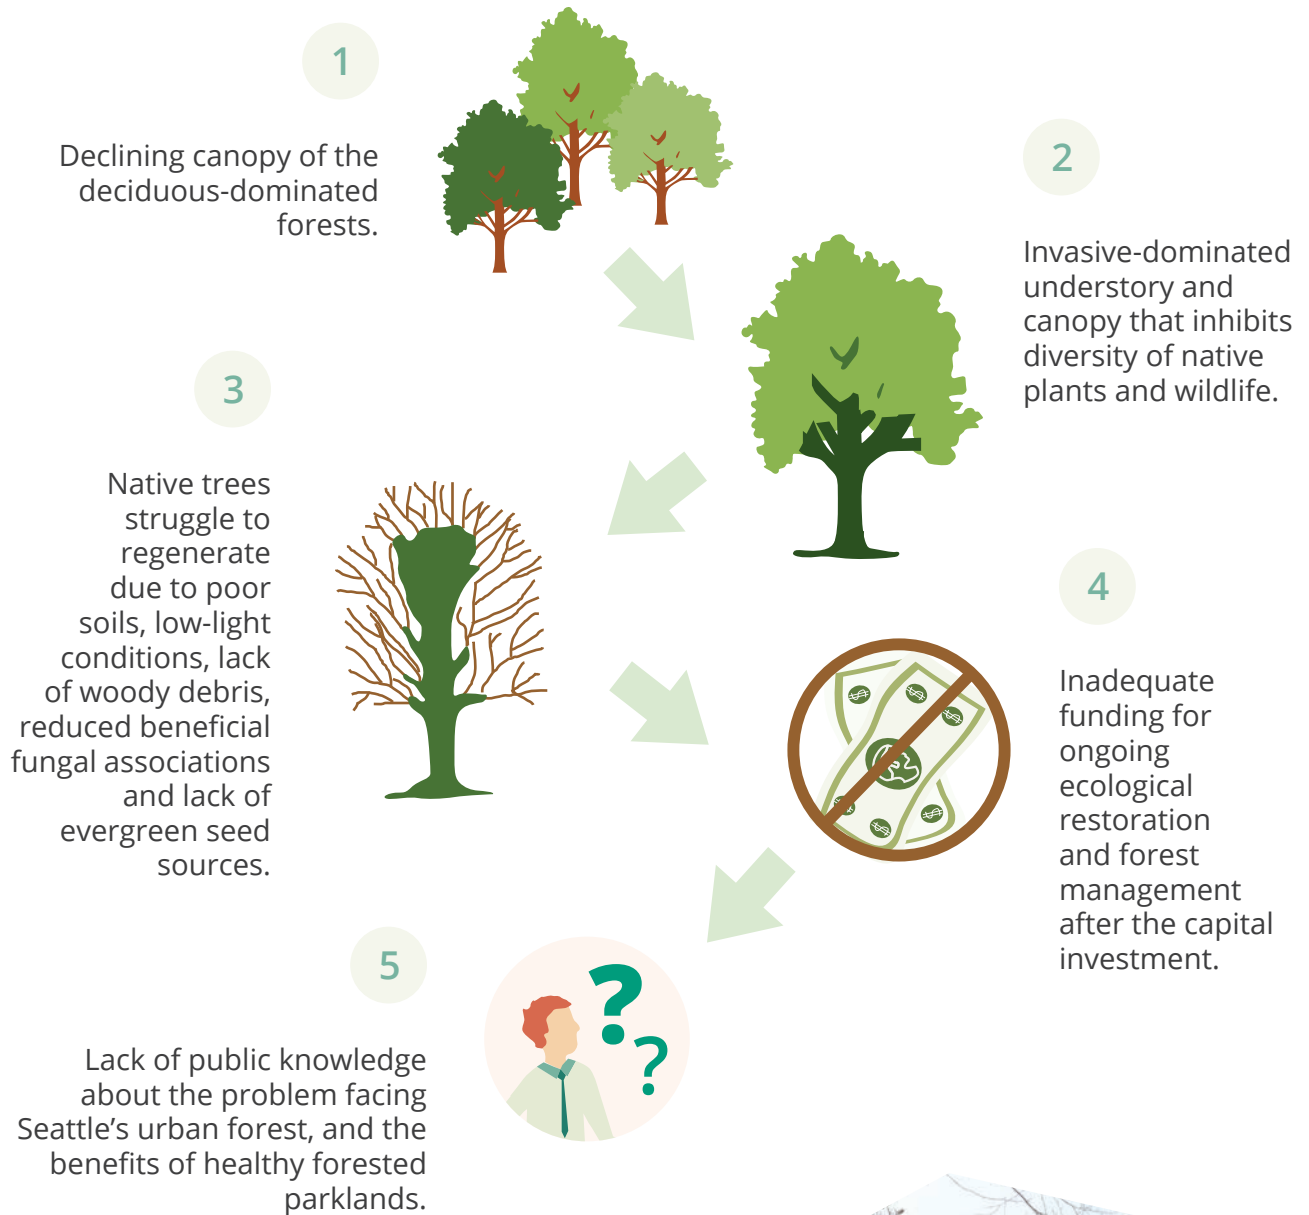 1
Declining canopy of the
deciduous-dominated
forests.
2
Invasive-dominated
understory and
canopy that inhibits
diversity of native
plants and wildlife.
3
Native trees
struggle to
regenerate
due to poor
soils, low-light
conditions, lack
of woody debris,
reduced beneficial
fungal associations
and lack of
evergreen seed
sources.
4
Inadequate
funding for
ongoing
ecological
restoration
and forest
management
after the capital
investment.
5
Lack of public knowledge
about the problem facing
Seattle’s urban forest, and the
benefits of healthy forested
parklands.
$
$
$
$
$
$
? 
?